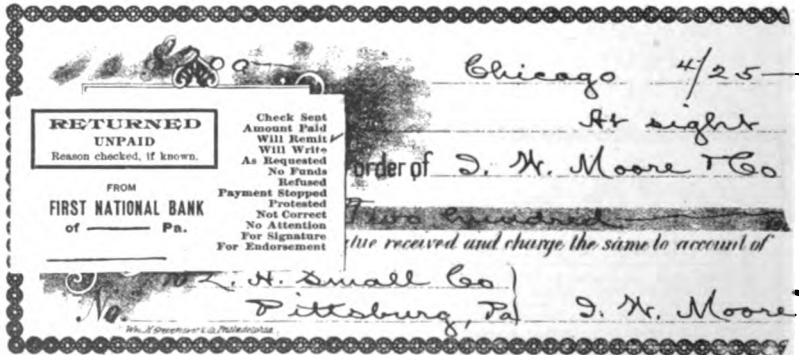 Chicago 4/25
At sight
RETURNED
UNPAID
Reason checked, if known.
FROM
FIRST NATIONAL BANK
of Pa.
Check Sent
Amount Paid
Will Remit ✓
Will Write
As Requested
No Funds
Refused
Payment Stopped
Protested
Not Correct
No Attention
For Signature
For Endorsement
order of J. W. Moore & Co
Two hundred
lue received and charge the same to account of
L. H. Small Co
No. Pittsburg, Pa J. W. Moore